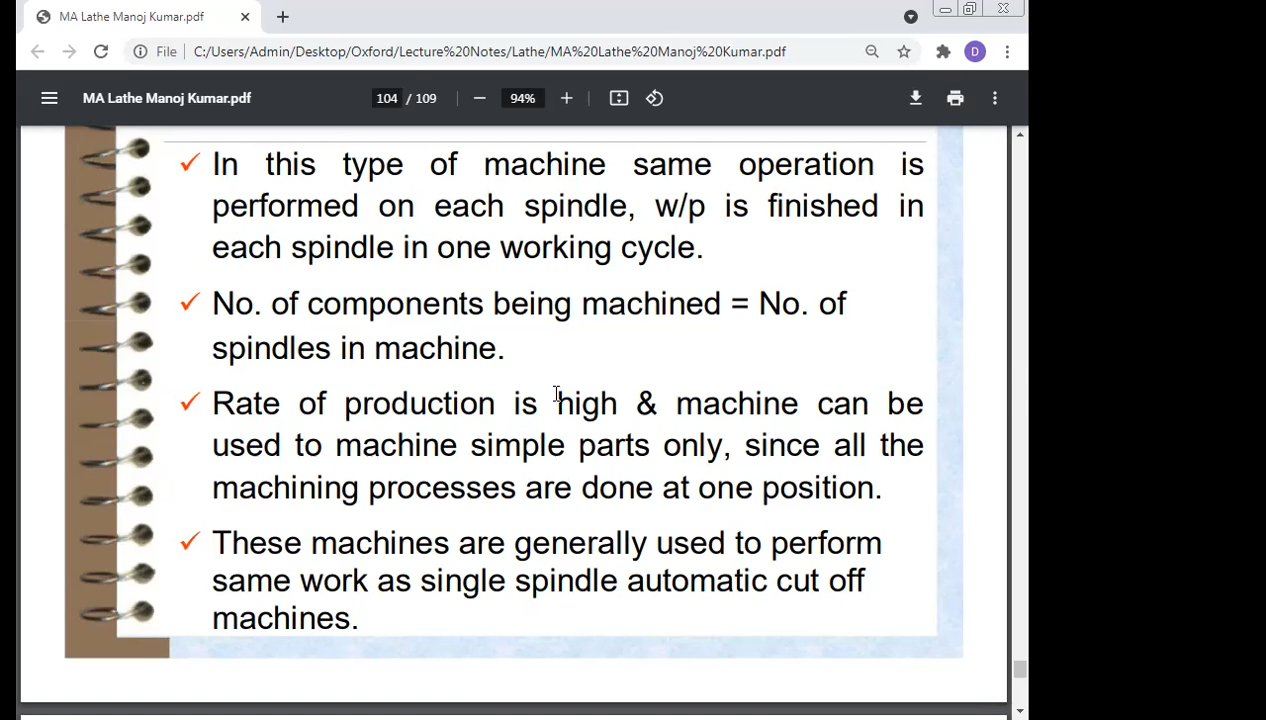 MA Lathe Manoj Kumar.pdf
File C:/Users/Admin/Desktop/Oxford/Lecture%20Notes/Lathe/MA%20Lathe%20Manoj%20Kumar.pdf
D
MA Lathe Manoj Kumar.pdf 104 / 109 94%
In this type of machine same operation is
performed on each spindle, w/p is finished in
each spindle in one working cycle.
No. of components being machined = No. of
spindles in machine.
Rate of production is high & machine can be
used to machine simple parts only, since all the
machining processes are done at one position.
These machines are generally used to perform
same work as single spindle automatic cut off
machines.